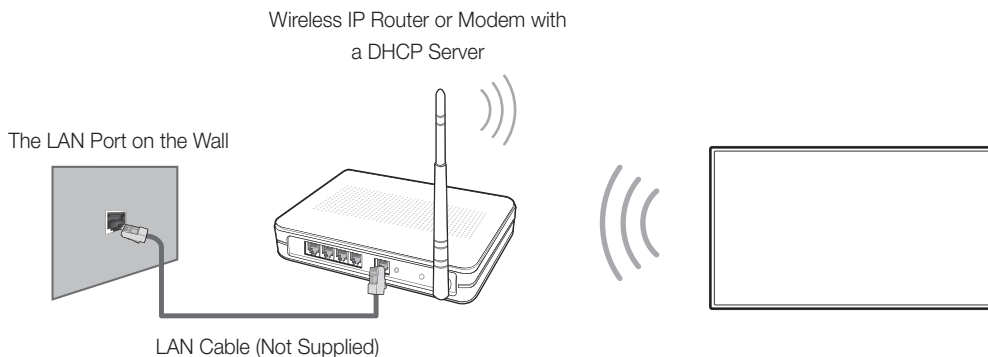 Wireless IP Router or Modem with
a DHCP Server
The LAN Port on the Wall
LAN Cable (Not Supplied)